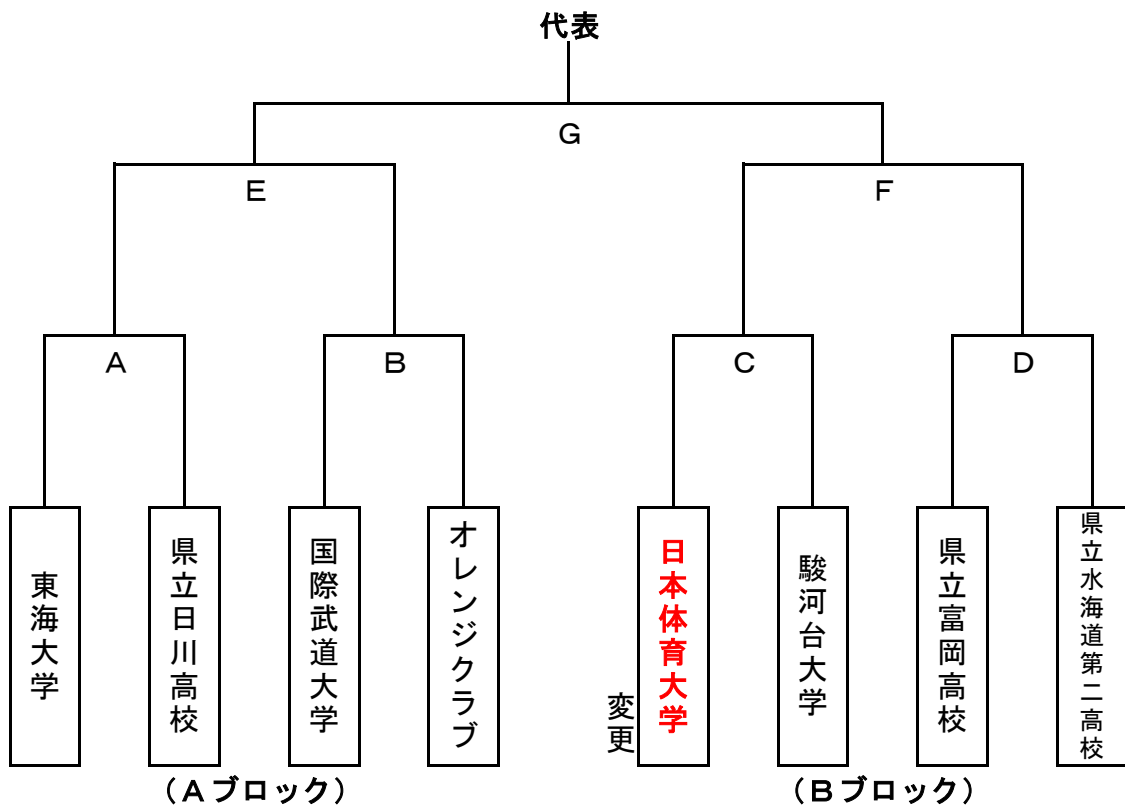 代表
G
E
F
A
B
C
D
東海大学
県立日川高校
国際武道大学
オレンジクラブ
変更
日本体育大学
駿河台大学
県立富岡高校
県立水海道第二高校
（Aブロック）
（Bブロック）